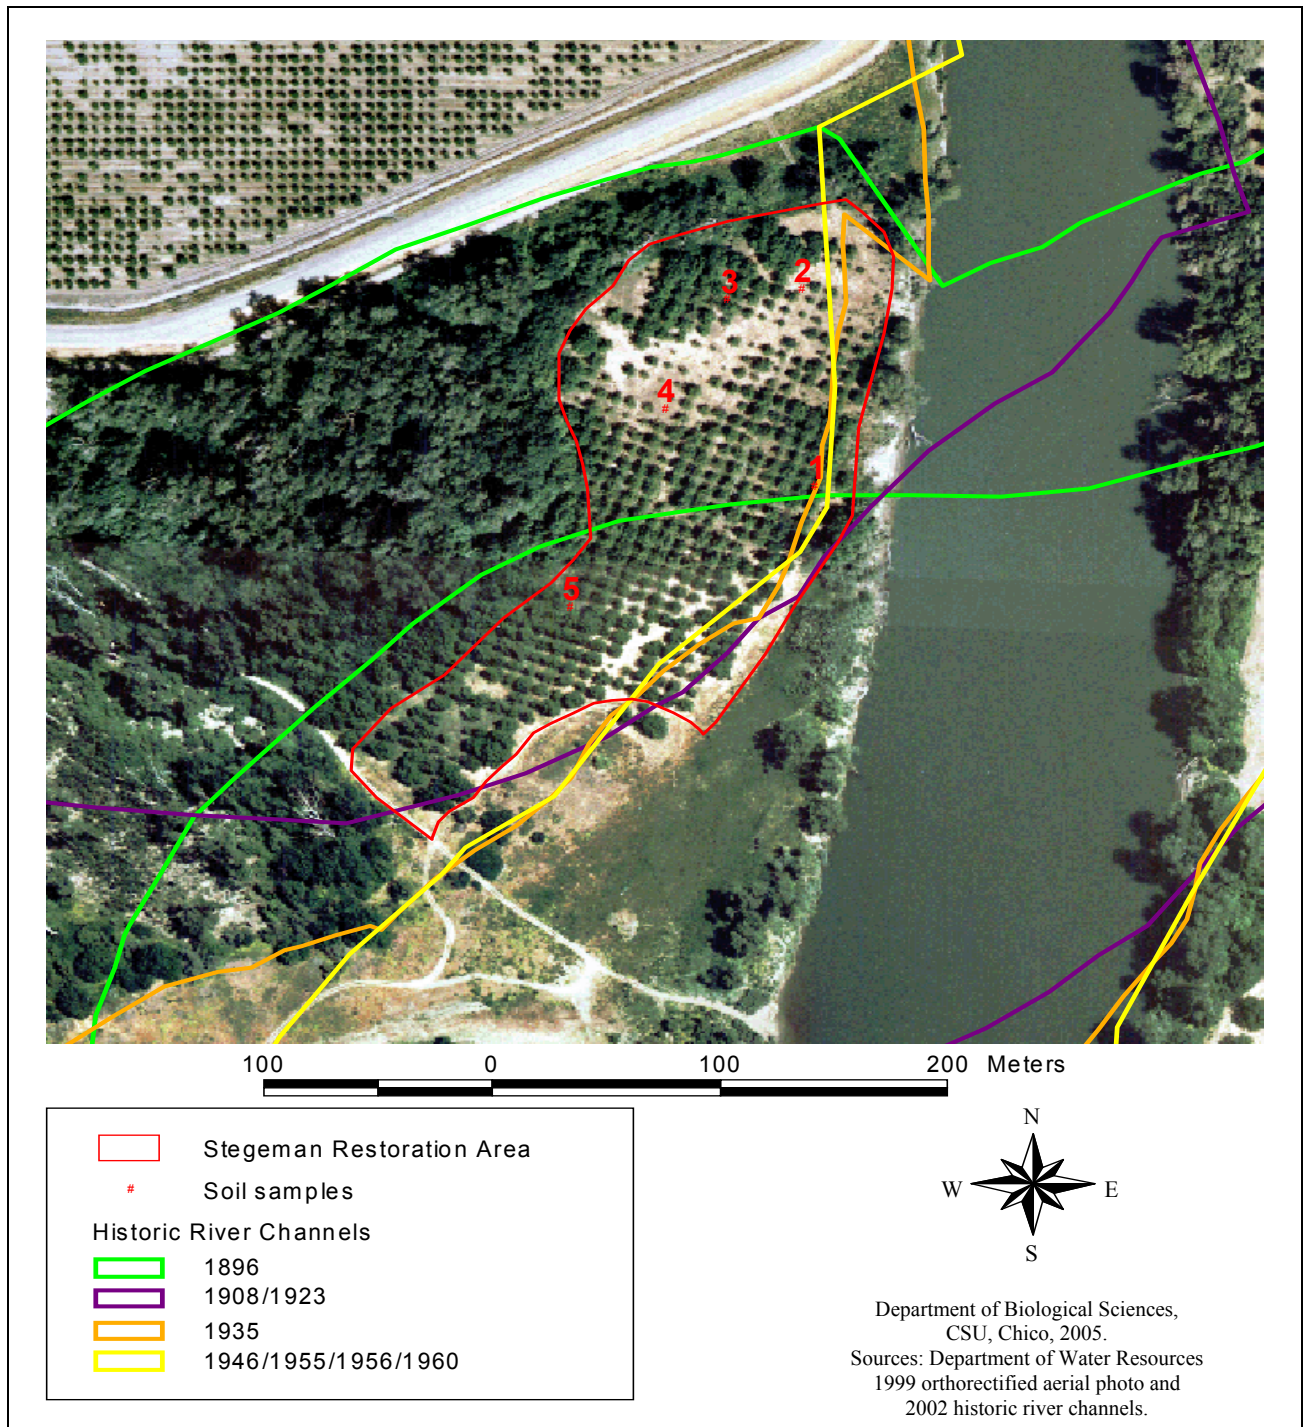 3
2
4
1
5
100 0 100 200 Meters
Stegeman Restoration Area
# Soil samples
Historic River Channels
1896
1908/1923
1935
1946/1955/1956/1960
N
W E
S
Department of Biological Sciences,
CSU, Chico, 2005.
Sources: Department of Water Resources
1999 orthorectified aerial photo and
2002 historic river channels.